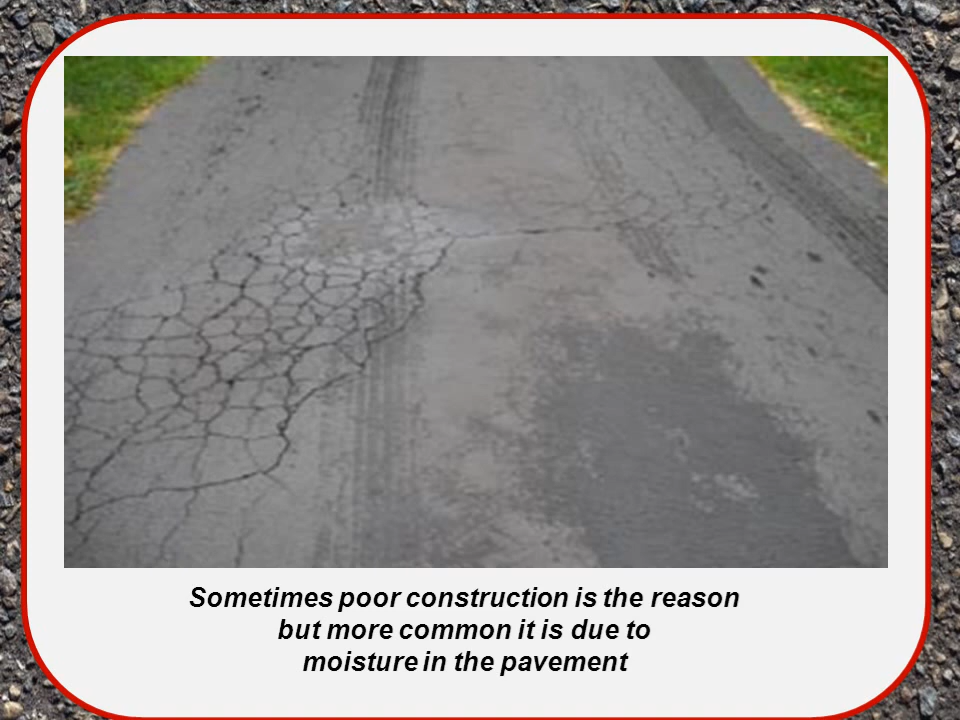 Sometimes poor construction is the reason
but more common it is due to
moisture in the pavement